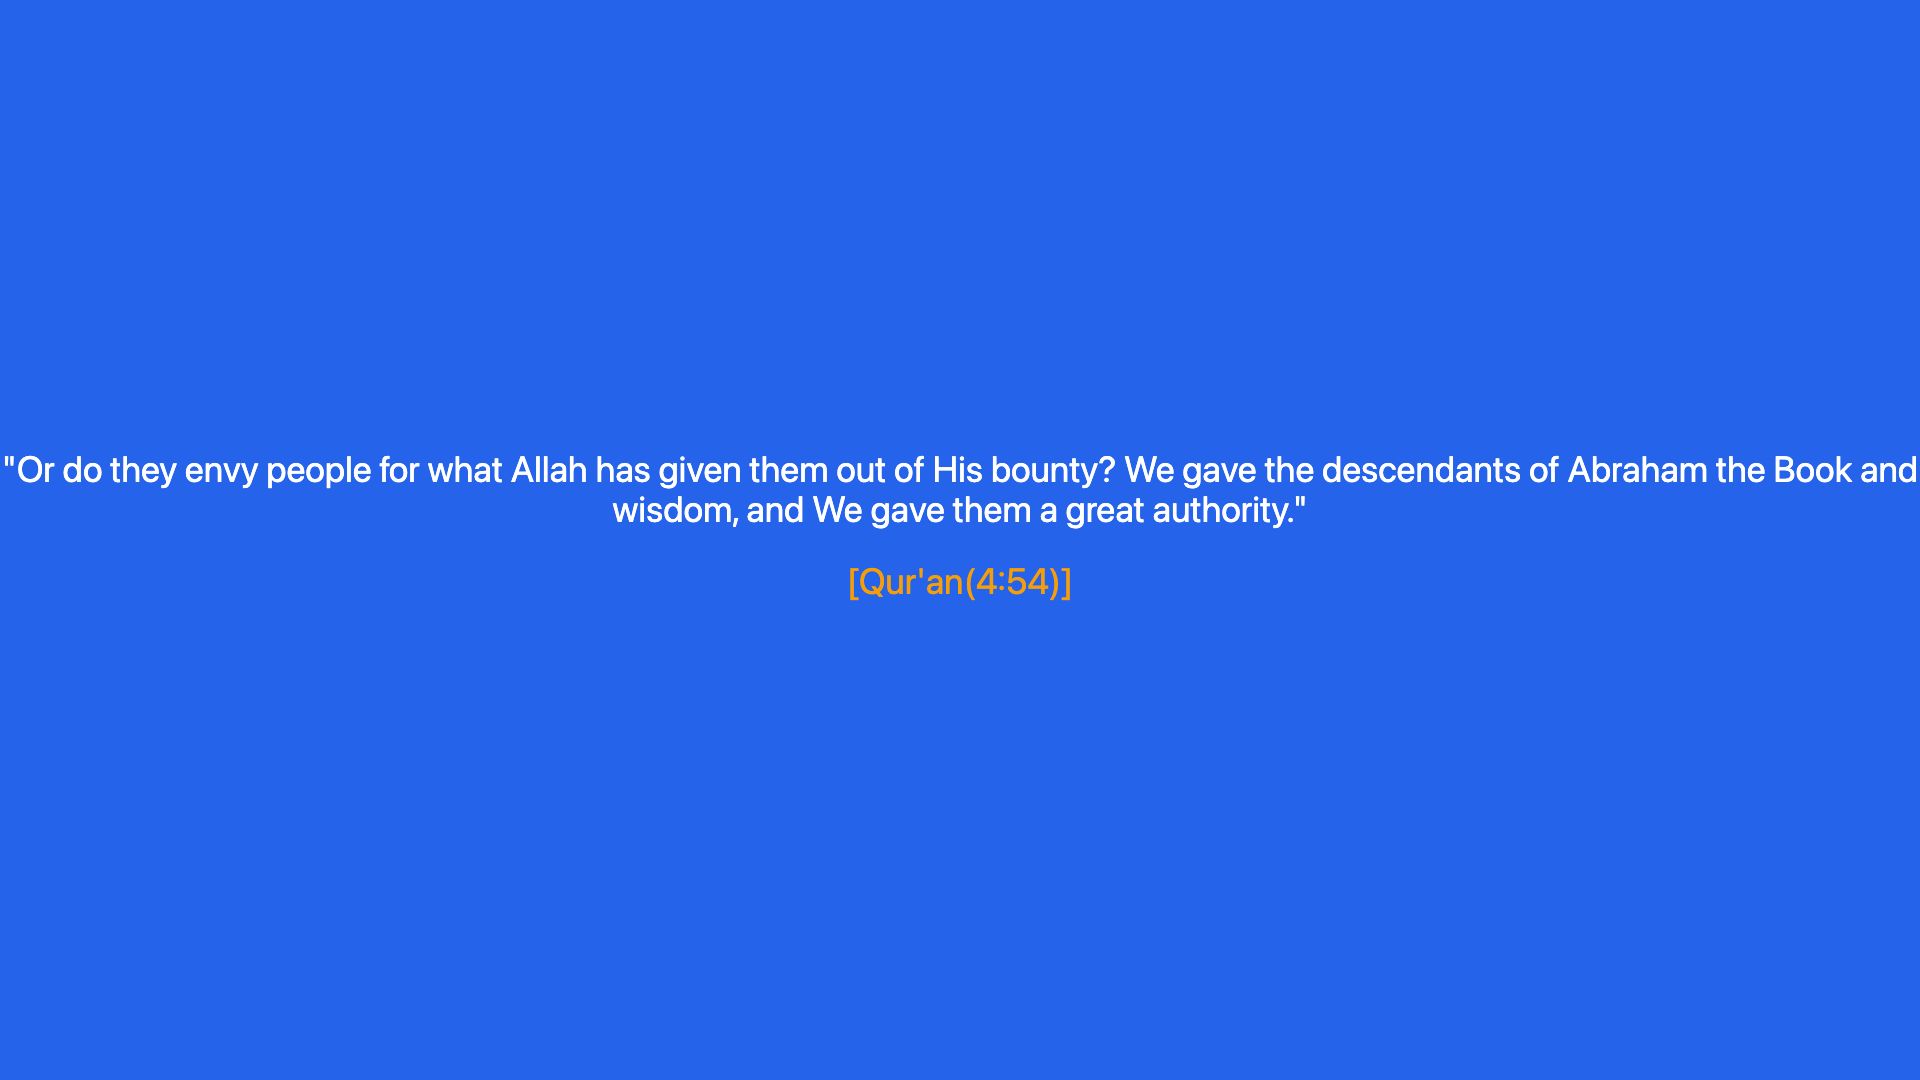 "Or do they envy people for what Allah has given them out of His bounty? We gave the descendants of Abraham the Book and
wisdom, and We gave them a great authority."
[Qur'an(4:54)]